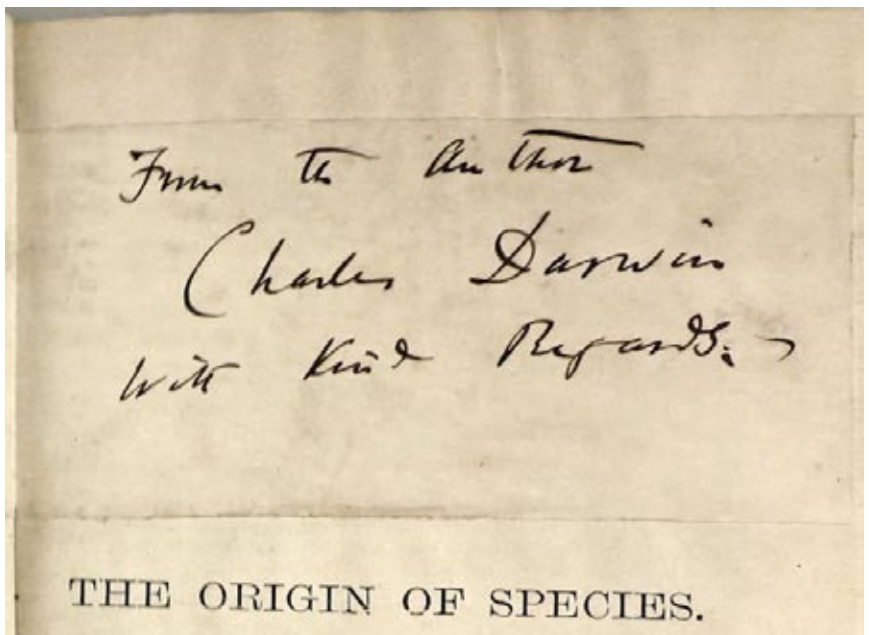 From the Author
Charles Darwin
With Kind Regards.
THE ORIGIN OF SPECIES.